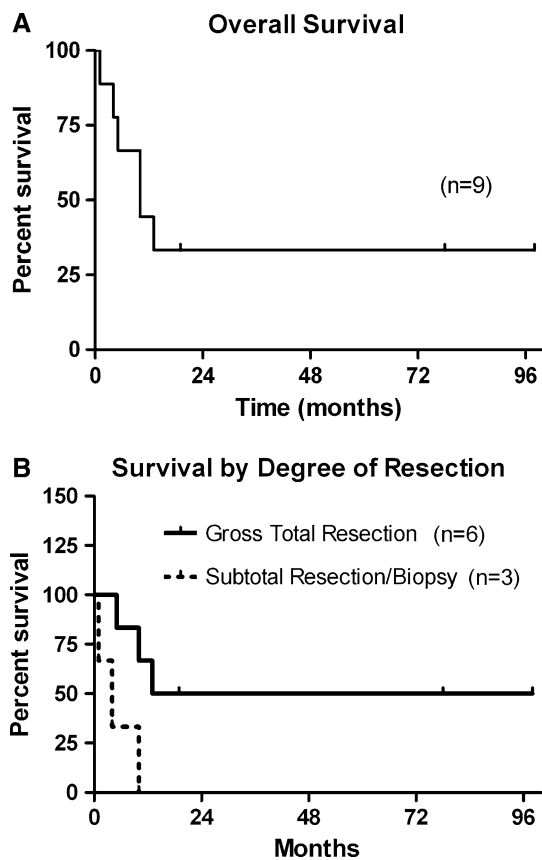 A
Overall Survival
Percent survival
100
75
50
25
0
(n=9)
0 24 48 72 96
Time (months)
B
Survival by Degree of Resection
Percent survival
150
125
100
75
50
25
0
Gross Total Resection (n=6)
Subtotal Resection/Biopsy (n=3)
0 24 48 72 96
Months